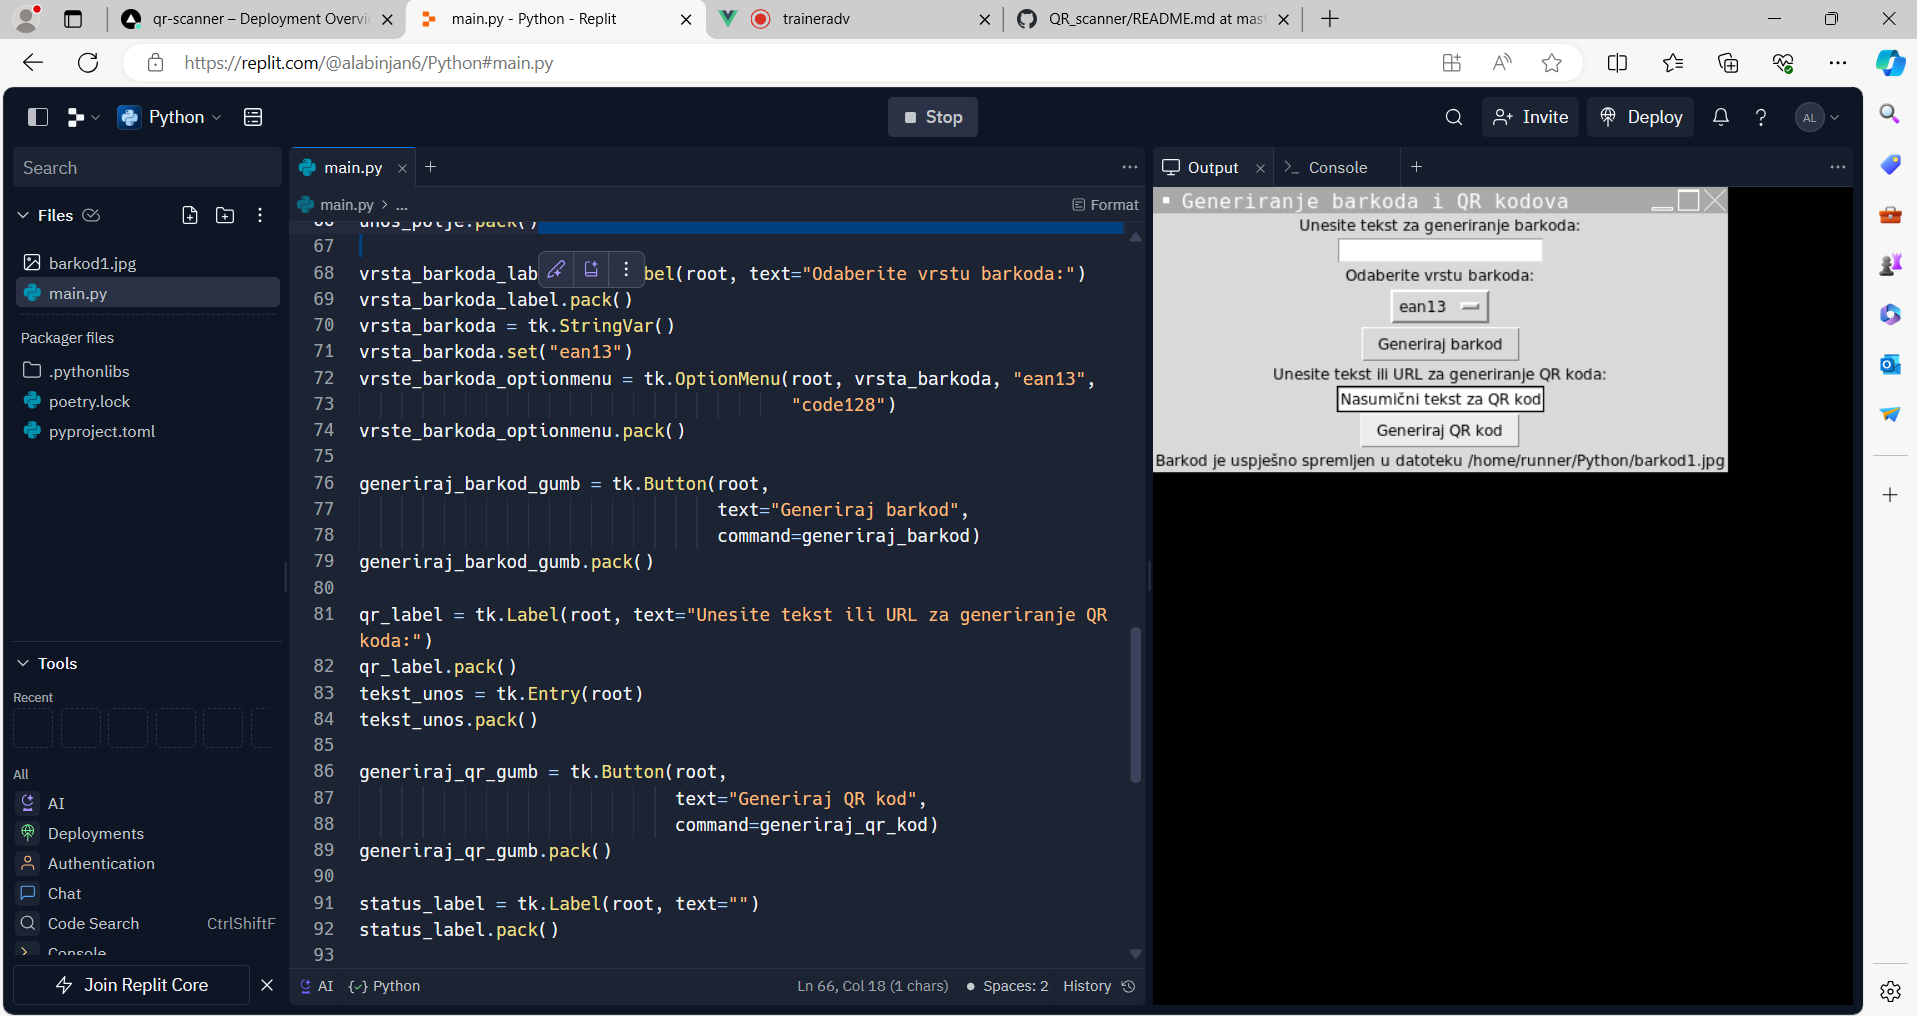 qr-scanner – Deployment Overvi
main.py - Python - Replit
traineradv
QR_scanner/README.md at mast
https://replit.com/@alabinjan6/Python#main.py
Python
Stop
Invite
Deploy
AL
Search
Files
barkod1.jpg
main.py
Packager files
.pythonlibs
poetry.lock
pyproject.toml
Tools
Recent
All
AI
Deployments
Authentication
Chat
Code Search CtrlShiftF
Console
Join Replit Core
main.py
main.py > ...
Format
66 unos_polje.pack()
67
68 vrsta_barkoda_lab bel(root, text="Odaberite vrstu barkoda:")
69 vrsta_barkoda_label.pack()
70 vrsta_barkoda = tk.StringVar()
71 vrsta_barkoda.set("ean13")
72 vrste_barkoda_optionmenu = tk.OptionMenu(root, vrsta_barkoda, "ean13",
73 "code128")
74 vrste_barkoda_optionmenu.pack()
75
76 generiraj_barkod_gumb = tk.Button(root,
77 text="Generiraj barkod",
78 command=generiraj_barkod)
79 generiraj_barkod_gumb.pack()
80
81 qr_label = tk.Label(root, text="Unesite tekst ili URL za generiranje QR
koda:")
82 qr_label.pack()
83 tekst_unos = tk.Entry(root)
84 tekst_unos.pack()
85
86 generiraj_qr_gumb = tk.Button(root,
87 text="Generiraj QR kod",
88 command=generiraj_qr_kod)
89 generiraj_qr_gumb.pack()
90
91 status_label = tk.Label(root, text="")
92 status_label.pack()
93
AI
Python
Ln 66, Col 18 (1 chars)
Spaces: 2
History
Output
Console
Generiranje barkoda i QR kodova
Unesite tekst za generiranje barkoda:
Odaberite vrstu barkoda:
ean13
Generiraj barkod
Unesite tekst ili URL za generiranje QR koda:
Nasumični tekst za QR kod
Generiraj QR kod
Barkod je uspješno spremljen u datoteku /home/runner/Python/barkod1.jpg